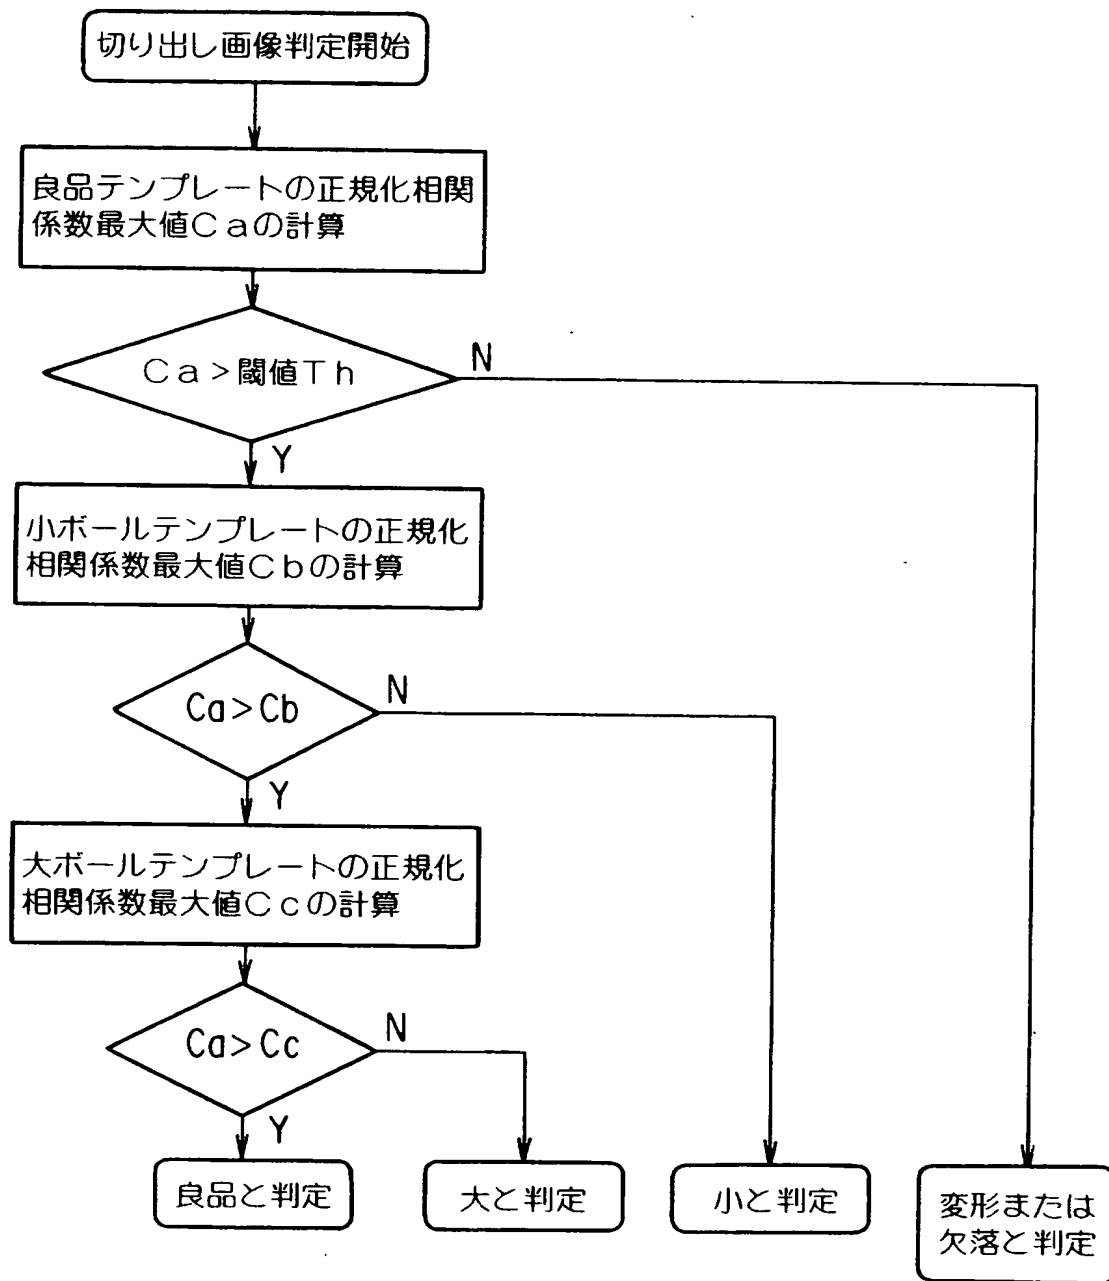 切り出し画像判定開始
良品テンプレートの正規化相関
係数最大値Caの計算
Ca>閾値Th
N
Y
小ボールテンプレートの正規化
相関係数最大値Cbの計算
Ca>Cb
N
Y
大ボールテンプレートの正規化
相関係数最大値Ccの計算
Ca>Cc
N
Y
良品と判定
大と判定
小と判定
変形または
欠落と判定